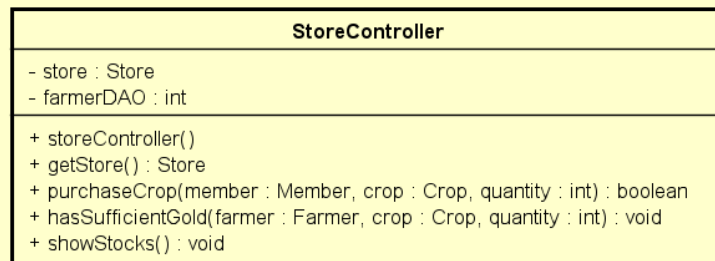 StoreController
- store : Store
- farmerDAO : int
+ storeController()
+ getStore() : Store
+ purchaseCrop(member : Member, crop : Crop, quantity : int) : boolean
+ hasSufficientGold(farmer : Farmer, crop : Crop, quantity : int) : void
+ showStocks() : void